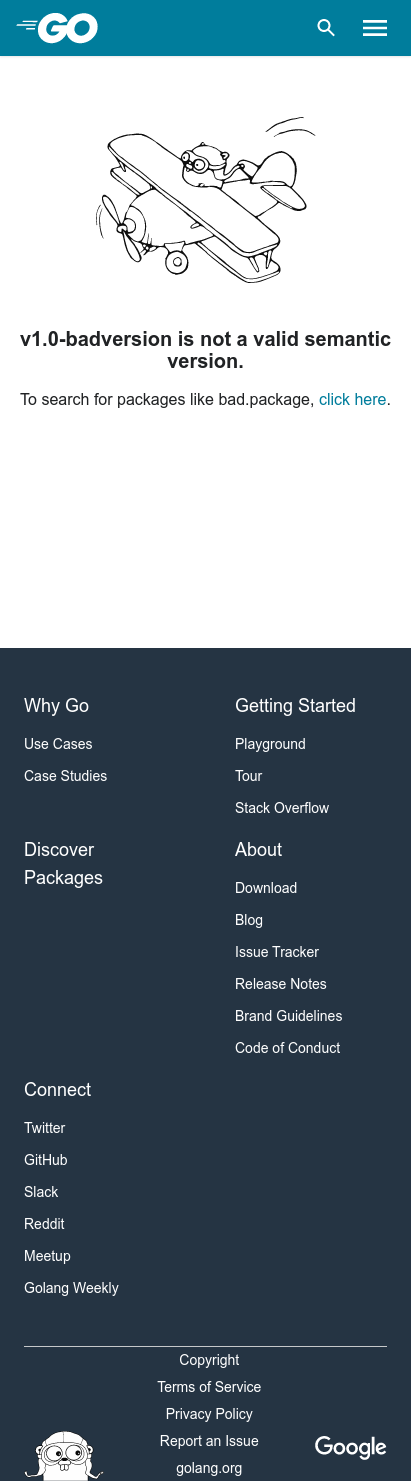 GO
v1.0-badversion is not a valid semantic
version.
To search for packages like bad.package, click here.
Why Go
Use Cases
Case Studies
Getting Started
Playground
Tour
Stack Overflow
Discover
Packages
About
Download
Blog
Issue Tracker
Release Notes
Brand Guidelines
Code of Conduct
Connect
Twitter
GitHub
Slack
Reddit
Meetup
Golang Weekly
Copyright
Terms of Service
Privacy Policy
Report an Issue
golang.org
Google